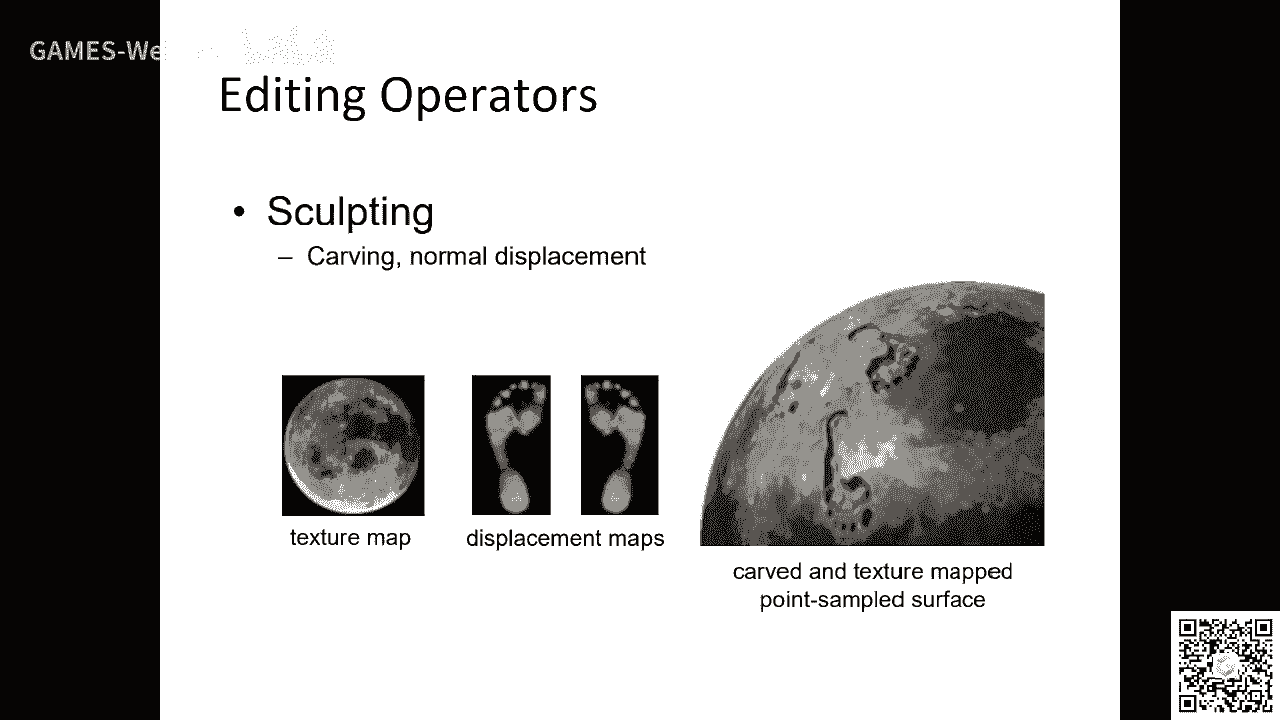 GAMES-We
Editing Operators
• Sculpting
– Carving, normal displacement
texture map
displacement maps
carved and texture mapped
point-sampled surface